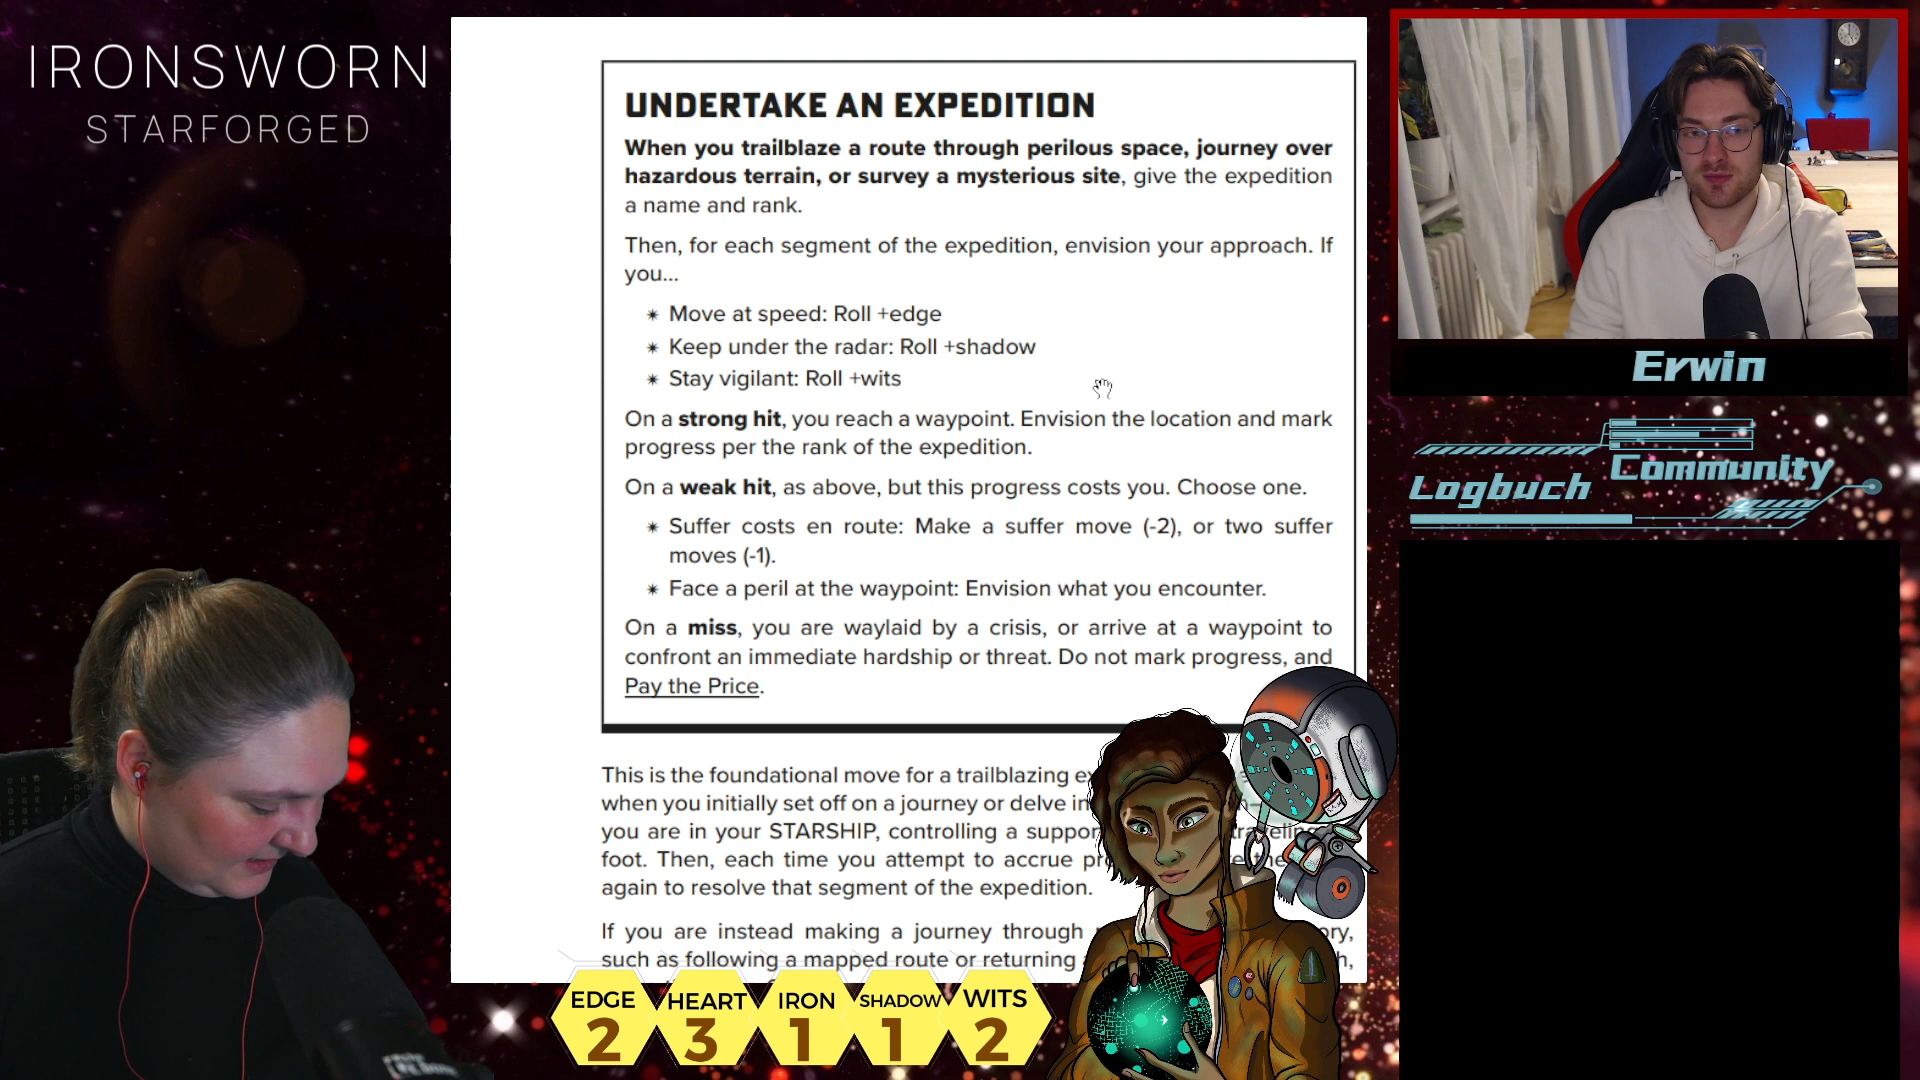 IRONSWORN
STARFORGED
UNDERTAKE AN EXPEDITION
When you trailblaze a route through perilous space, journey over
hazardous terrain, or survey a mysterious site, give the expedition
a name and rank.
Then, for each segment of the expedition, envision your approach. If
you...
✴ Move at speed: Roll +edge
✴ Keep under the radar: Roll +shadow
✴ Stay vigilant: Roll +wits
On a strong hit, you reach a waypoint. Envision the location and mark
progress per the rank of the expedition.
On a weak hit, as above, but this progress costs you. Choose one.
✴ Suffer costs en route: Make a suffer move (-2), or two suffer
moves (-1).
✴ Face a peril at the waypoint: Envision what you encounter.
On a miss, you are waylaid by a crisis, or arrive at a waypoint to
confront an immediate hardship or threat. Do not mark progress, and
Pay the Price.
This is the foundational move for a trailblazing
when you initially set off on a journey or delve
you are in your STARSHIP, controlling a traveling
foot. Then, each time you attempt to accrue
again to resolve that segment of the expedition.
If you are instead making a journey through
such as following a mapped route or returning
EDGE HEART IRON SHADOW WITS
2 3 1 1 2
Erwin
Logbuch Community